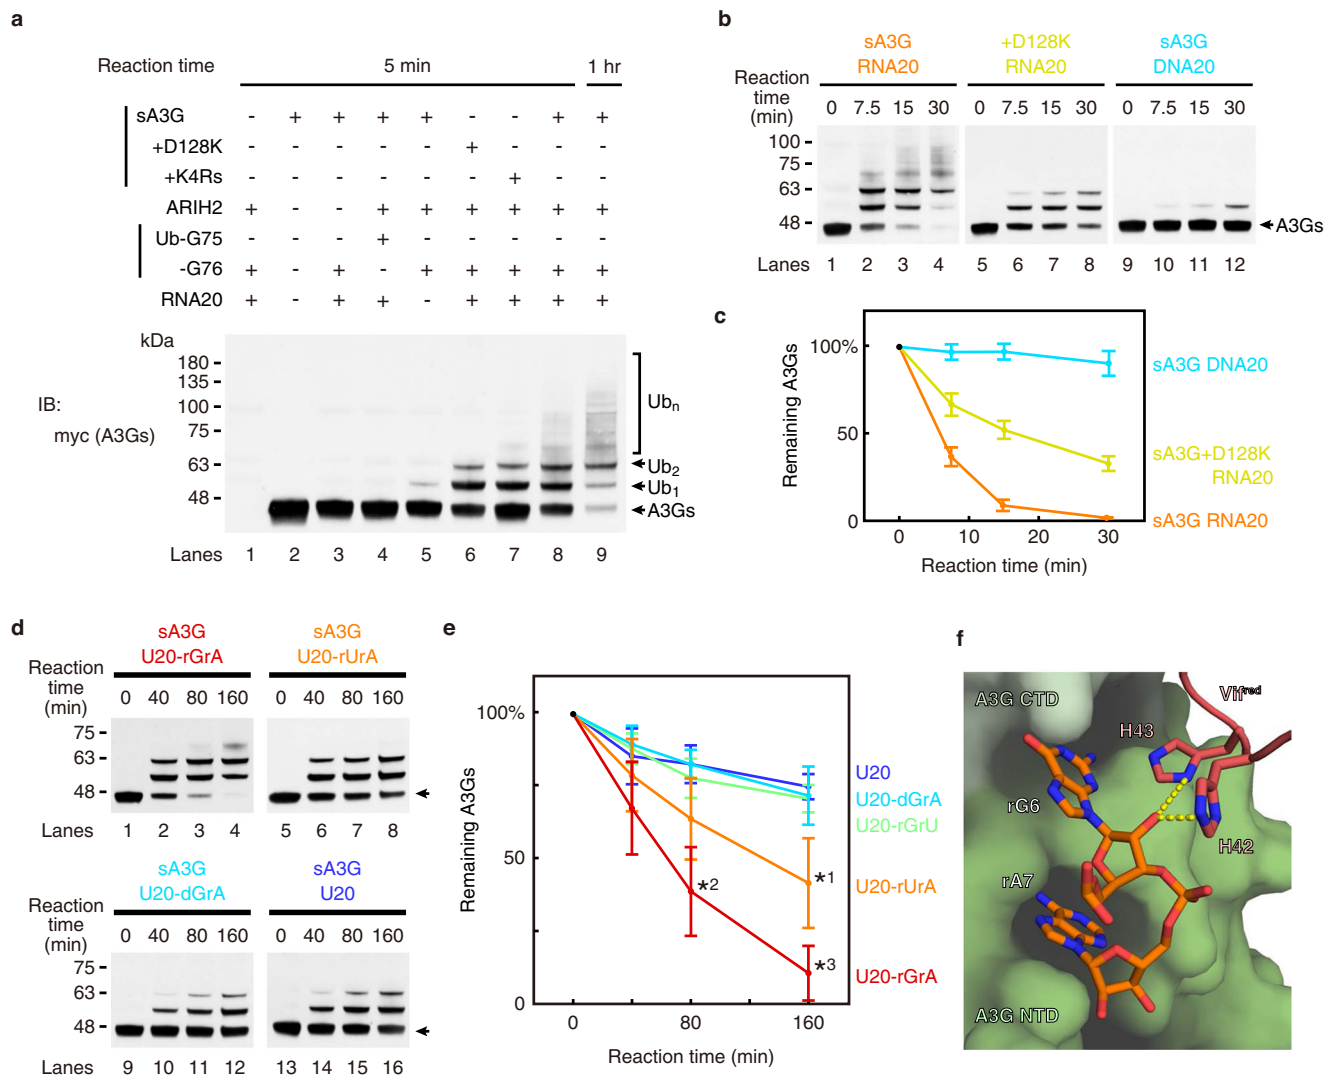 a
Reaction time 5 min 1 hr
sA3G - + + + + - - + +
+D128K - - - - - + - - -
+K4Rs - - - - - - + - -
ARIH2 + - - + + + + + +
Ub-G75 - - - + - - - - -
-G76 + - + - + + + + +
RNA20 + - + + - + + + +
kDa
180
135
100
75
63
48
IB:
myc (A3Gs)
Ubn
Ub2
Ub1
A3Gs
Lanes 1 2 3 4 5 6 7 8 9
b
sA3G +D128K sA3G
RNA20 RNA20 DNA20
Reaction
time
(min)
0 7.5 15 30 0 7.5 15 30 0 7.5 15 30
100
75
63
48
A3Gs
Lanes 1 2 3 4 5 6 7 8 9 10 11 12
c
Remaining A3Gs
100%
50
0
0 10 20 30
Reaction time (min)
sA3G DNA20
sA3G+D128K
RNA20
sA3G RNA20
d
sA3G sA3G
U20-rGrA U20-rUrA
Reaction
time
(min)
0 40 80 160 0 40 80 160
75
63
48
Lanes 1 2 3 4 5 6 7 8
sA3G sA3G
U20-dGrA U20
Reaction
time
(min)
0 40 80 160 0 40 80 160
75
63
48
Lanes 9 10 11 12 13 14 15 16
e
Remaining A3Gs
100%
50
0
0 80 160
Reaction time (min)
*2
*1
*3
U20
U20-dGrA
U20-rGrU
U20-rUrA
U20-rGrA
f
A3G CTD
Vifred
H43
rG6
H42
rA7
A3G NTD